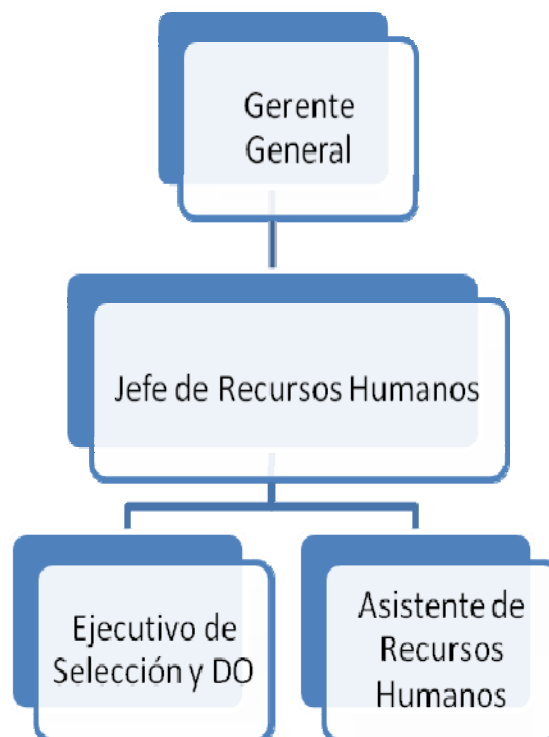 Gerente
General
Jefe de Recursos Humanos
Ejecutivo de
Selección y DO
Asistente de
Recursos
Humanos